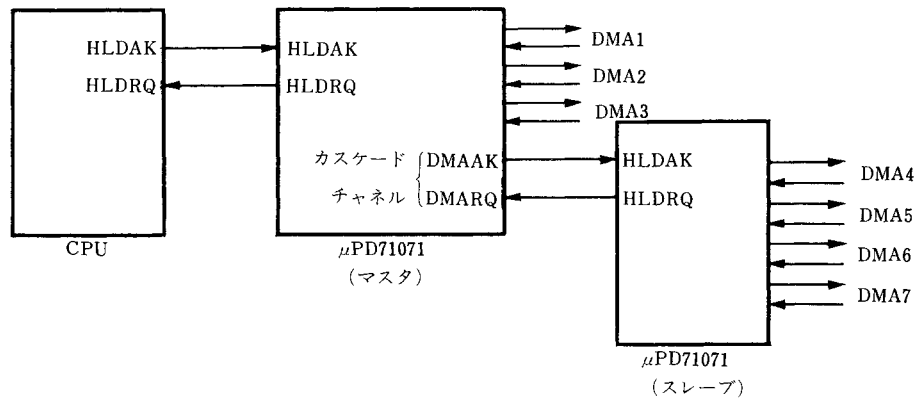 HLDAK
HLDRQ
CPU
HLDAK
HLDRQ
カスケード
チャネル
DMAAK
DMARQ
μPD71071
(マスタ)
DMA1
DMA2
DMA3
HLDAK
HLDRQ
μPD71071
(スレーブ)
DMA4
DMA5
DMA6
DMA7